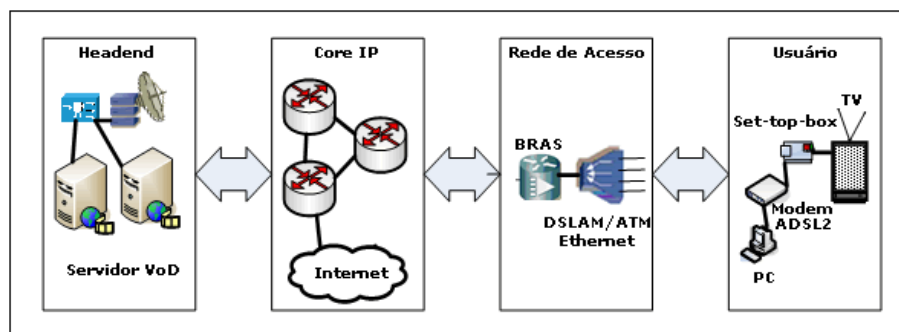 Headend
Servidor VoD
Core IP
Internet
Rede de Acesso
BRAS
DSLAM/ATM
Ethernet
Usuário
TV
Set-top-box
Modem
ADSL2
PC